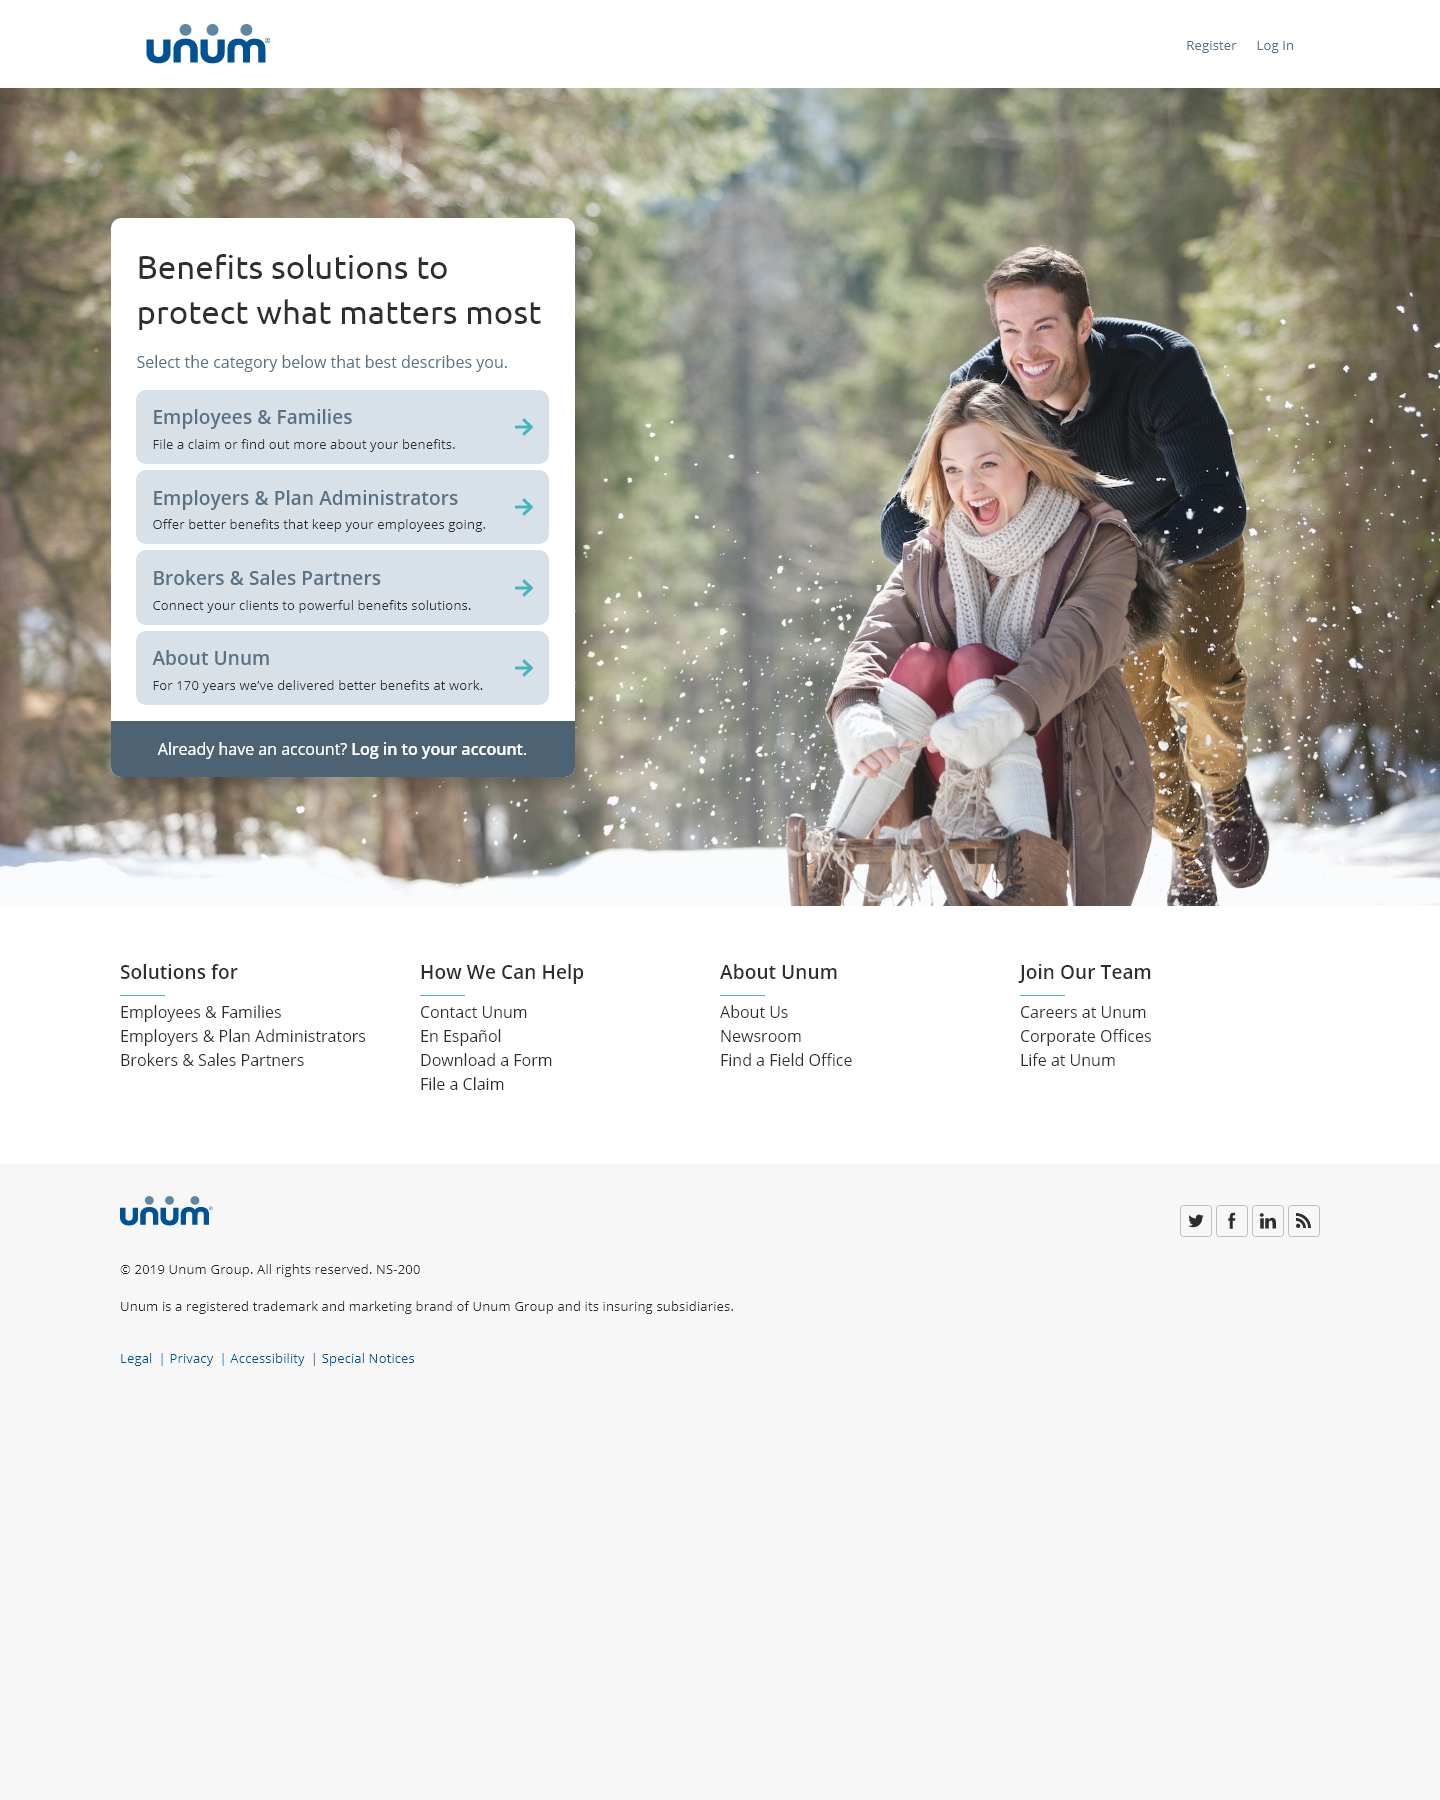 unum®
Register Log In
Benefits solutions to
protect what matters most
Select the category below that best describes you.
Employees & Families
File a claim or find out more about your benefits.
Employers & Plan Administrators
Offer better benefits that keep your employees going.
Brokers & Sales Partners
Connect your clients to powerful benefits solutions.
About Unum
For 170 years we’ve delivered better benefits at work.
Already have an account? Log in to your account.
Solutions for
Employees & Families
Employers & Plan Administrators
Brokers & Sales Partners
How We Can Help
Contact Unum
En Español
Download a Form
File a Claim
About Unum
About Us
Newsroom
Find a Field Office
Join Our Team
Careers at Unum
Corporate Offices
Life at Unum
unum®
© 2019 Unum Group. All rights reserved. NS-200
Unum is a registered trademark and marketing brand of Unum Group and its insuring subsidiaries.
Legal | Privacy | Accessibility | Special Notices